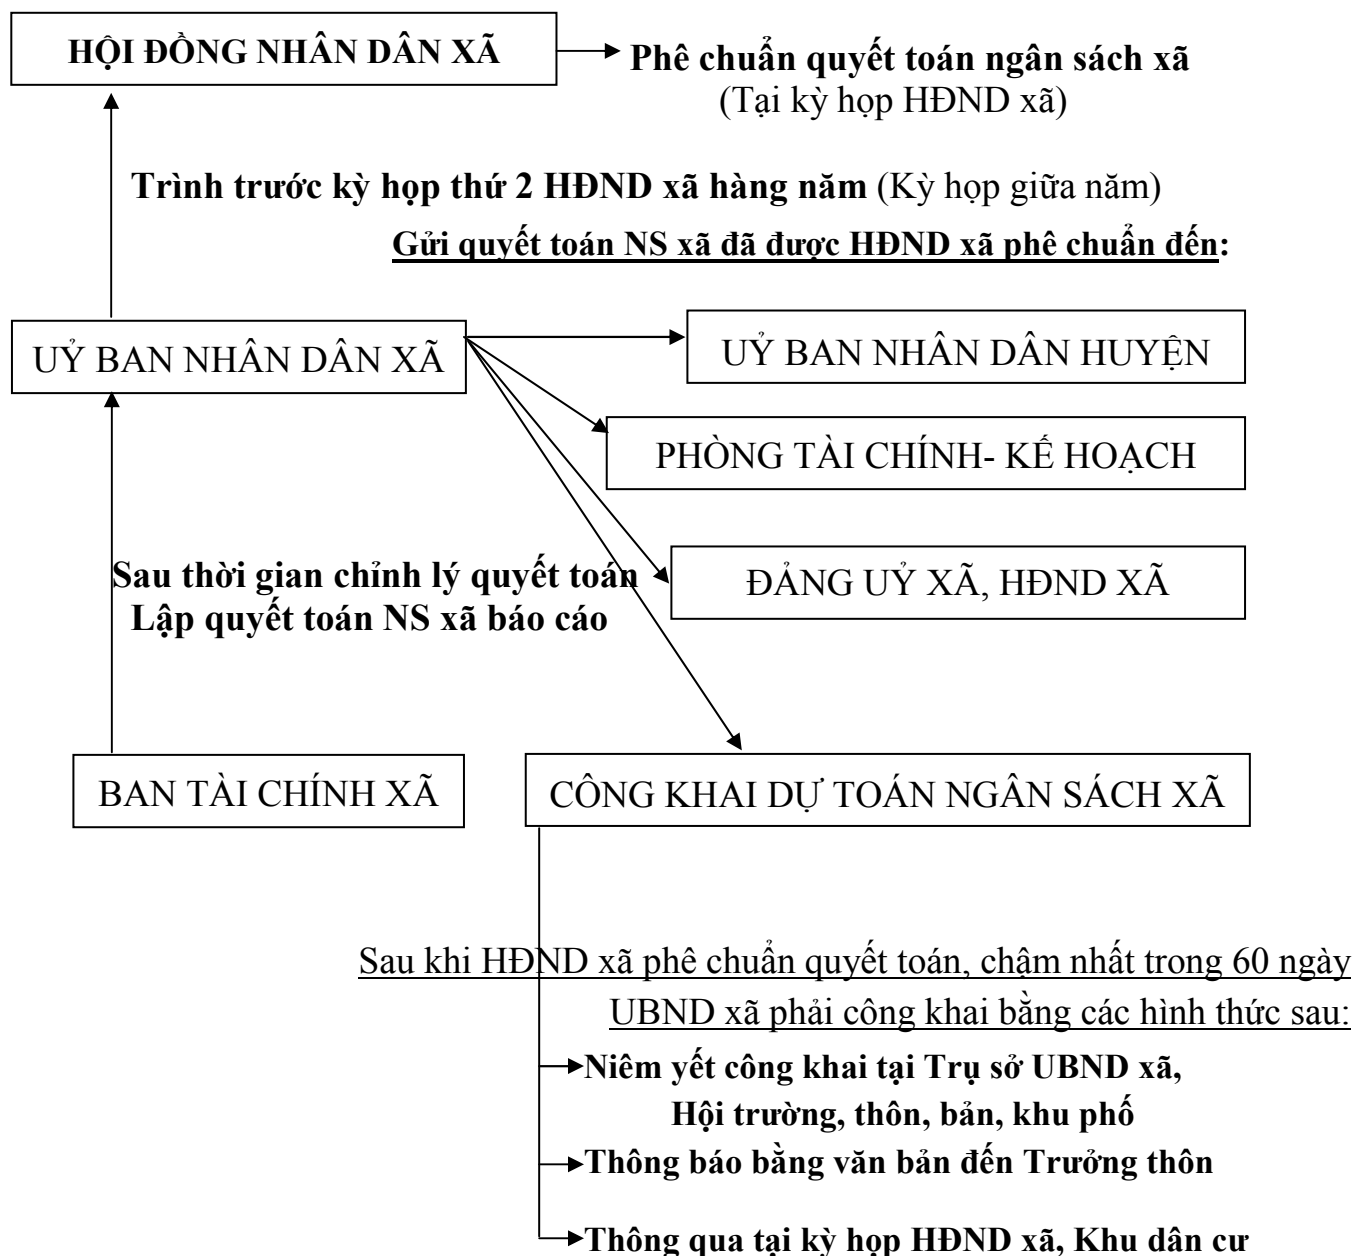 HỘI ĐỒNG NHÂN DÂN XÃ
Phê chuẩn quyết toán ngân sách xã
(Tại kỳ họp HĐND xã)
Trình trước kỳ họp thứ 2 HĐND xã hàng năm (Kỳ họp giữa năm)
Gửi quyết toán NS xã đã được HĐND xã phê chuẩn đến:
UỶ BAN NHÂN DÂN XÃ
UỶ BAN NHÂN DÂN HUYỆN
PHÒNG TÀI CHÍNH- KẾ HOẠCH
Sau thời gian chỉnh lý quyết toán
Lập quyết toán NS xã báo cáo
ĐẢNG UỶ XÃ, HĐND XÃ
BAN TÀI CHÍNH XÃ
CÔNG KHAI DỰ TOÁN NGÂN SÁCH XÃ
Sau khi HĐND xã phê chuẩn quyết toán, chậm nhất trong 60 ngày
UBND xã phải công khai bằng các hình thức sau:
Niêm yết công khai tại Trụ sở UBND xã,
Hội trường, thôn, bản, khu phố
Thông báo bằng văn bản đến Trưởng thôn
Thông qua tại kỳ họp HĐND xã, Khu dân cư